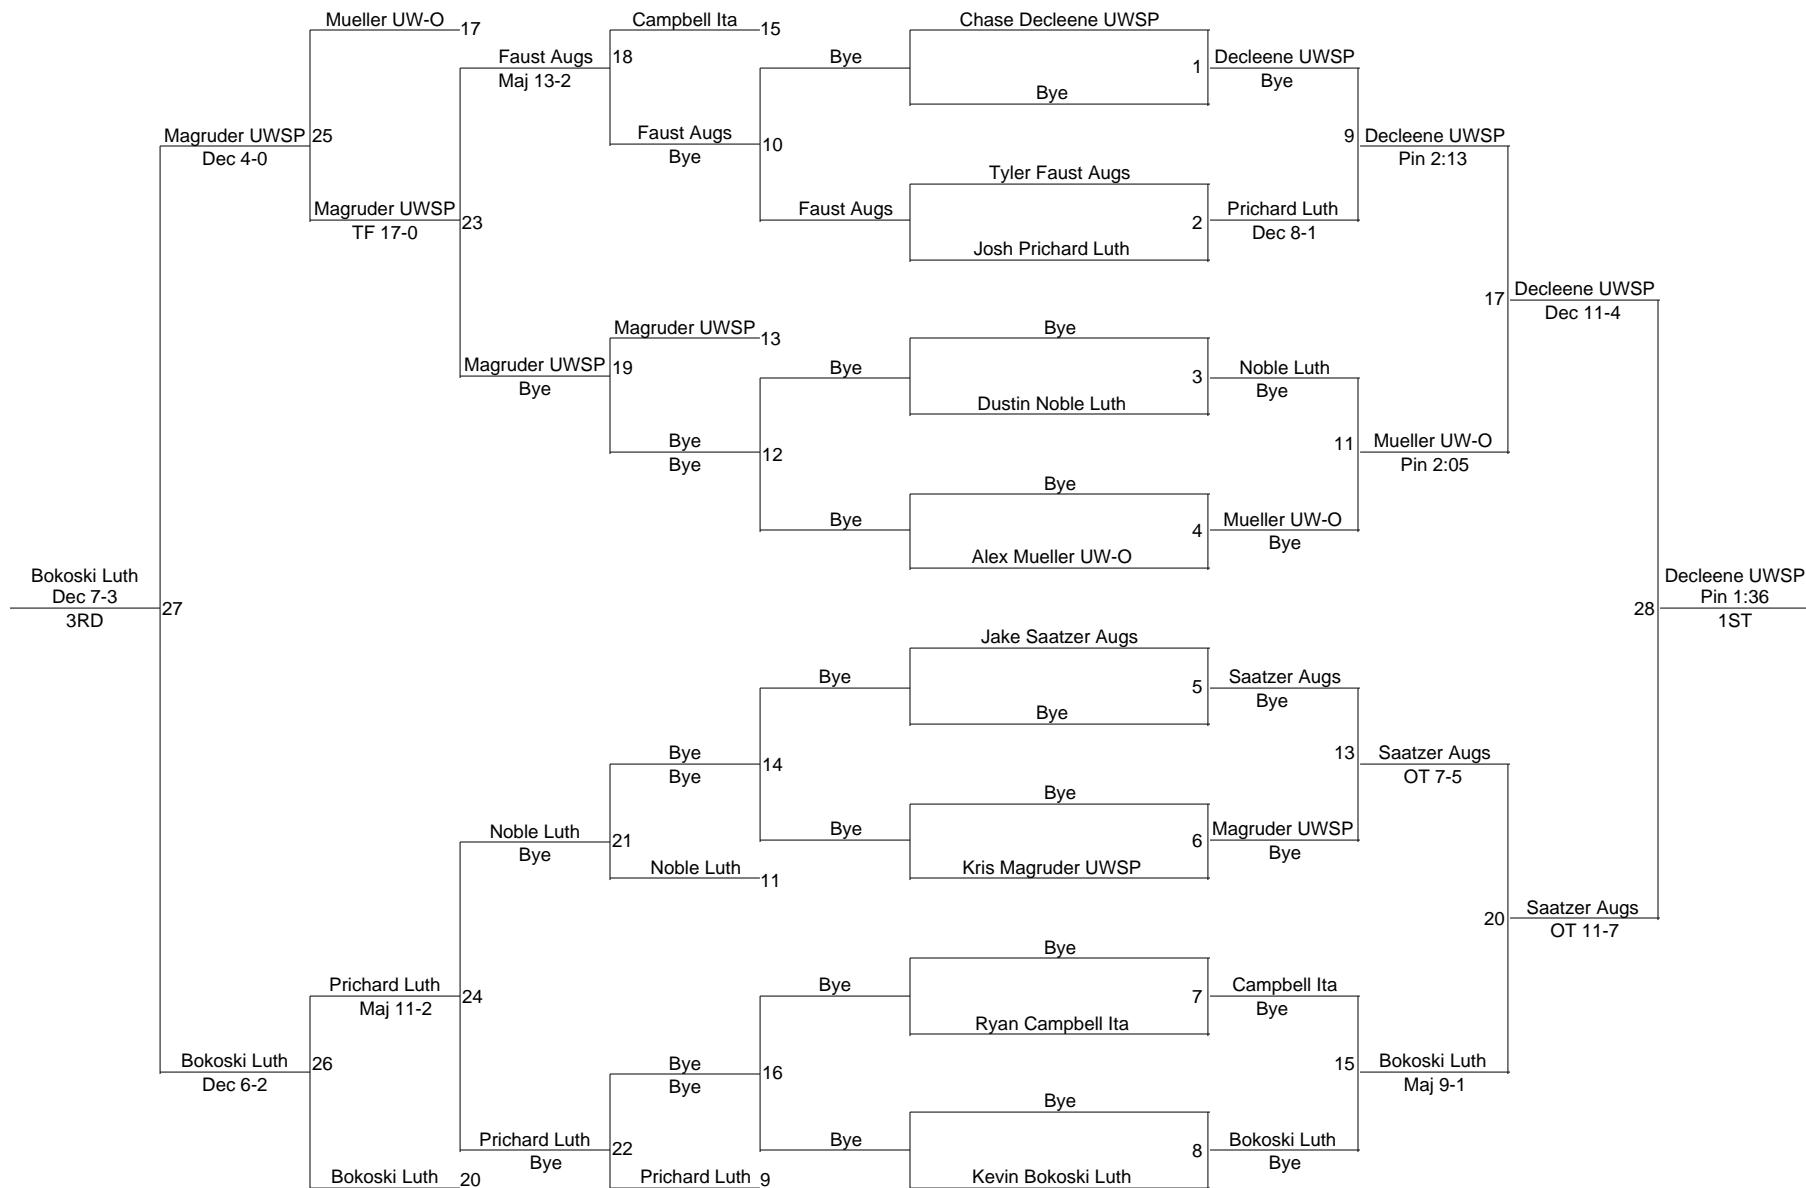 Mueller UW-O
17
Campbell Ita
15
Chase Decleene UWSP
Faust Augs
18
Maj 13-2
Bye
1
Decleene UWSP
Bye
Bye
Magruder UWSP
25
Dec 4-0
Faust Augs
10
Bye
9
Decleene UWSP
Pin 2:13
Tyler Faust Augs
Magruder UWSP
23
TF 17-0
Faust Augs
2
Prichard Luth
Dec 8-1
Josh Prichard Luth
17
Decleene UWSP
Dec 11-4
Magruder UWSP
13
Bye
Magruder UWSP
19
Bye
Bye
3
Noble Luth
Bye
Dustin Noble Luth
Bye
12
Bye
11
Mueller UW-O
Pin 2:05
Bye
Bye
4
Mueller UW-O
Bye
Alex Mueller UW-O
Bokoski Luth
Dec 7-3
3RD
27
28
Decleene UWSP
Pin 1:36
1ST
Jake Saatzer Augs
Bye
5
Saatzer Augs
Bye
Bye
Bye
14
Bye
13
Saatzer Augs
OT 7-5
Bye
Noble Luth
21
Bye
Bye
6
Magruder UWSP
Bye
Noble Luth
11
Kris Magruder UWSP
20
Saatzer Augs
OT 11-7
Bye
Prichard Luth
24
Maj 11-2
Bye
7
Campbell Ita
Bye
Ryan Campbell Ita
Bokoski Luth
26
Dec 6-2
Bye
16
Bye
15
Bokoski Luth
Maj 9-1
Bye
Prichard Luth
22
Bye
Bye
8
Bokoski Luth
Bye
Bokoski Luth
20
Prichard Luth
9
Kevin Bokoski Luth